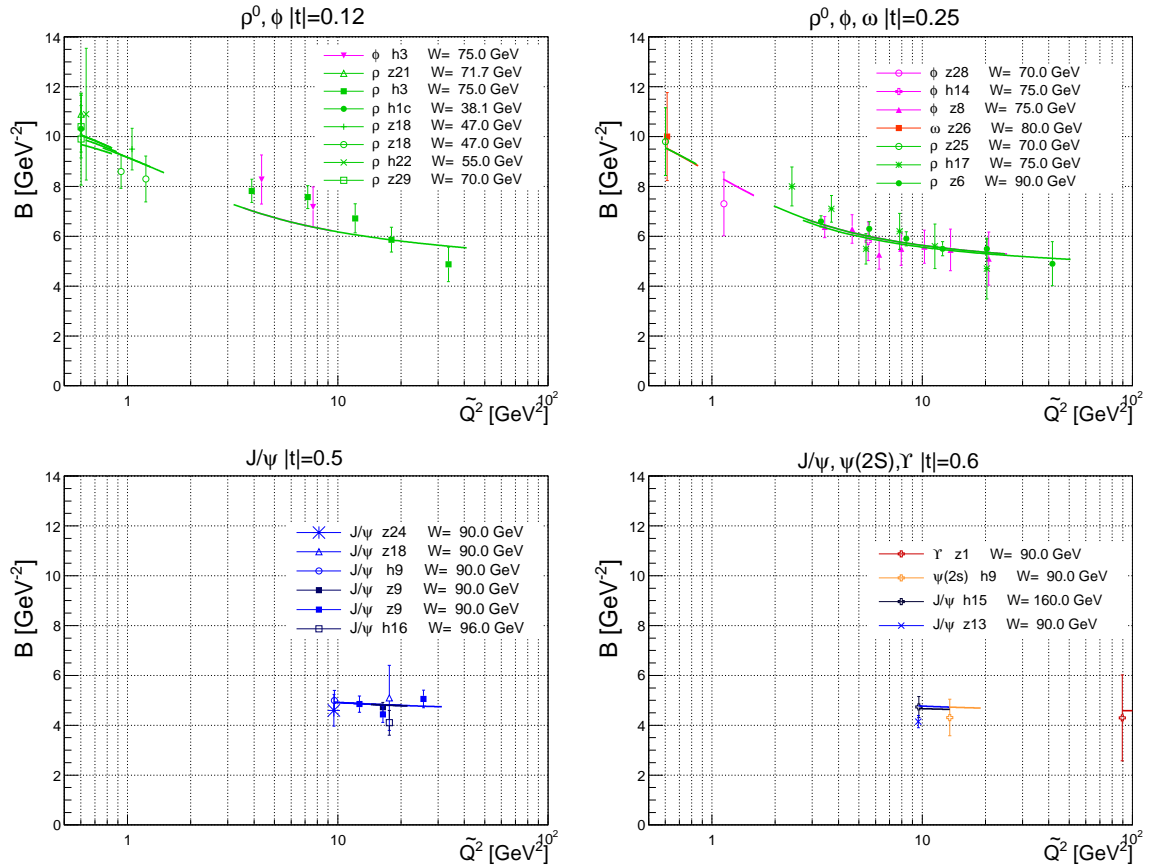 ρ⁰, φ |t|=0.12
B [GeV⁻²]
14
12
10
8
6
4
2
0
φ h3 W= 75.0 GeV
ρ z21 W= 71.7 GeV
ρ h3 W= 75.0 GeV
ρ h1c W= 38.1 GeV
ρ z18 W= 47.0 GeV
ρ z18 W= 47.0 GeV
ρ h22 W= 55.0 GeV
ρ z29 W= 70.0 GeV
1 10 10²
Q̃² [GeV²]
ρ⁰, φ, ω |t|=0.25
B [GeV⁻²]
14
12
10
8
6
4
2
0
φ z28 W= 70.0 GeV
φ h14 W= 75.0 GeV
φ z8 W= 75.0 GeV
ω z26 W= 80.0 GeV
ρ z25 W= 70.0 GeV
ρ h17 W= 75.0 GeV
ρ z6 W= 90.0 GeV
1 10 10²
Q̃² [GeV²]
J/ψ |t|=0.5
B [GeV⁻²]
14
12
10
8
6
4
2
0
J/ψ z24 W= 90.0 GeV
J/ψ z18 W= 90.0 GeV
J/ψ h9 W= 90.0 GeV
J/ψ z9 W= 90.0 GeV
J/ψ z9 W= 90.0 GeV
J/ψ h16 W= 96.0 GeV
1 10 10²
Q̃² [GeV²]
J/ψ, ψ(2S),ϒ |t|=0.6
B [GeV⁻²]
14
12
10
8
6
4
2
0
ϒ z1 W= 90.0 GeV
ψ(2s) h9 W= 90.0 GeV
J/ψ h15 W= 160.0 GeV
J/ψ z13 W= 90.0 GeV
1 10 10²
Q̃² [GeV²]